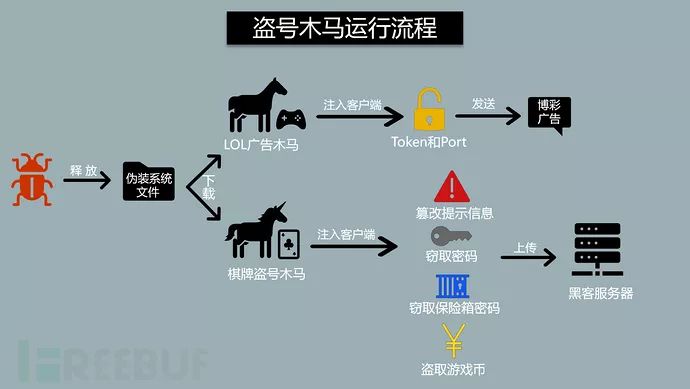 盗号木马运行流程
释放
伪装系统
文件
下载
LOL广告木马
注入客户端
Token和Port
发送
博彩
广告
棋牌盗号木马
注入客户端
篡改提示信息
窃取密码
窃取保险箱密码
盗取游戏币
上传
黑客服务器
REEBUF